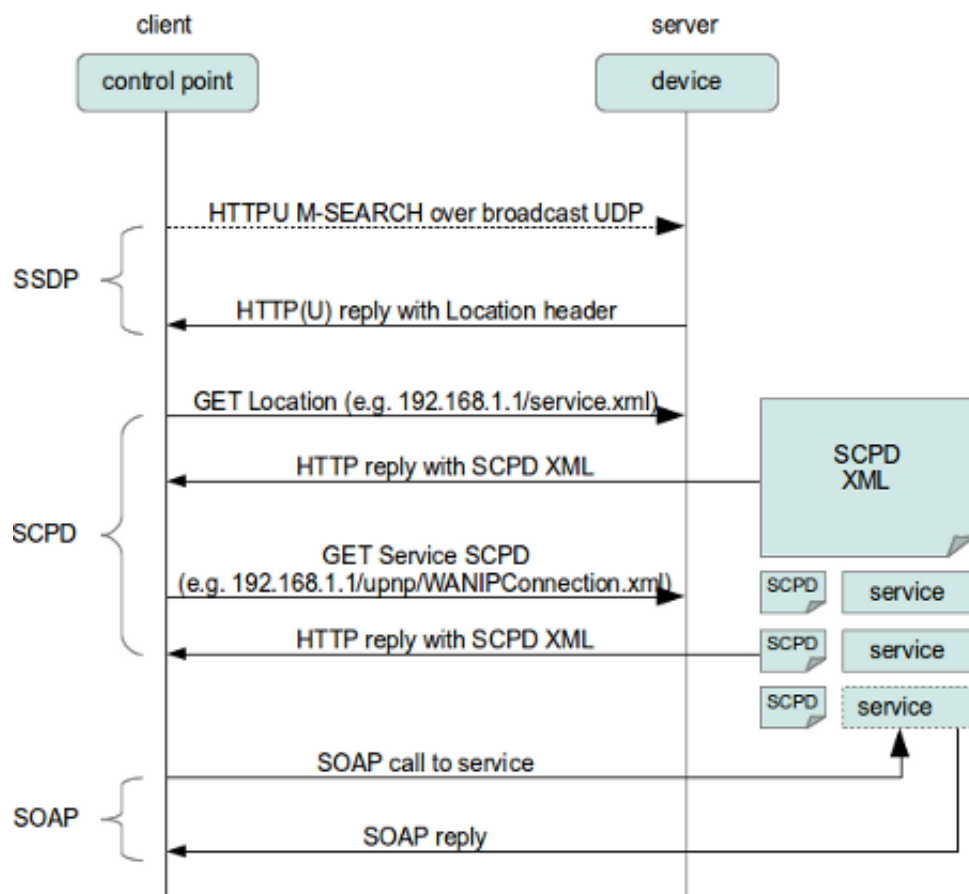 client
server
control point
device
HTTPU M-SEARCH over broadcast UDP
SSDP
HTTP(U) reply with Location header
GET Location (e.g. 192.168.1.1/service.xml)
SCPD
XML
HTTP reply with SCPD XML
SCPD
GET Service SCPD
(e.g. 192.168.1.1/upnp/WANIPConnection.xml)
SCPD
service
HTTP reply with SCPD XML
SCPD
service
SCPD
service
SOAP call to service
SOAP
SOAP reply